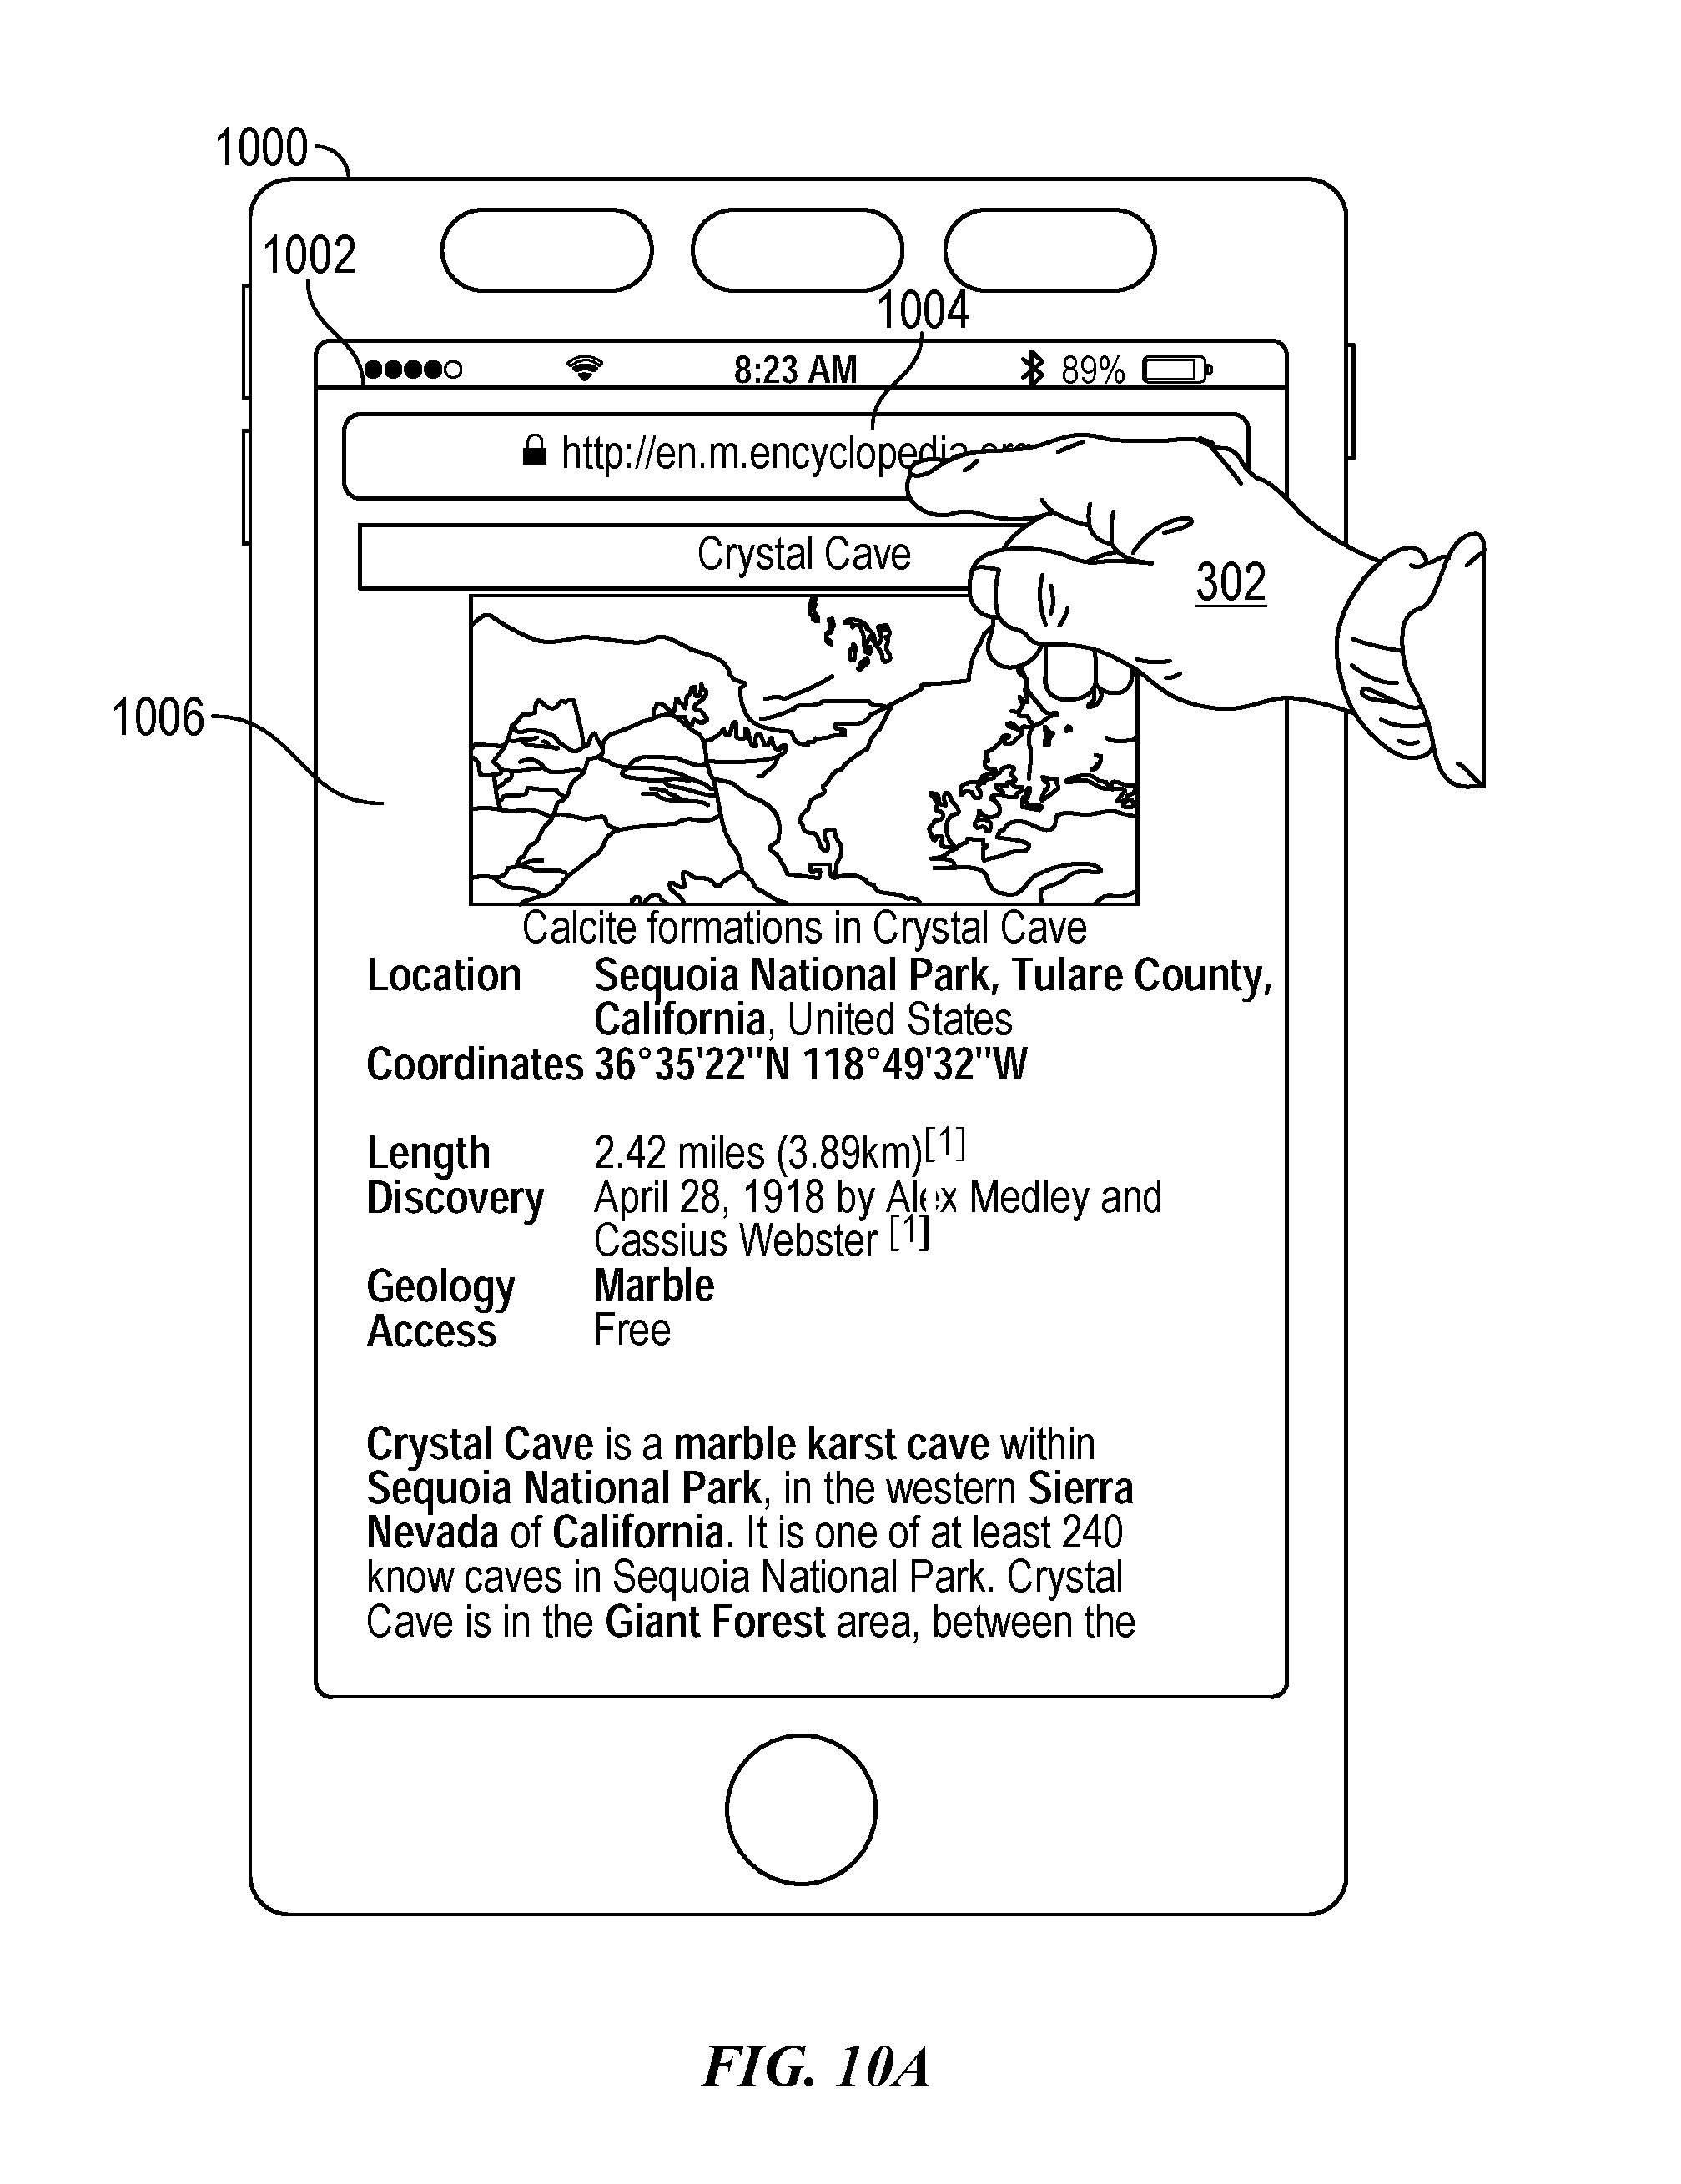 1000
1002
1004
8:23 AM 89%
http://en.m.encyclopedia.org
Crystal Cave
302
1006
Calcite formations in Crystal Cave
Location Sequoia National Park, Tulare County,
California, United States
Coordinates 36°35'22"N 118°49'32"W
Length 2.42 miles (3.89km)[1]
Discovery April 28, 1918 by Alex Medley and
Cassius Webster [1]
Geology Marble
Access Free
Crystal Cave is a marble karst cave within
Sequoia National Park, in the western Sierra
Nevada of California. It is one of at least 240
know caves in Sequoia National Park. Crystal
Cave is in the Giant Forest area, between the
FIG. 10A